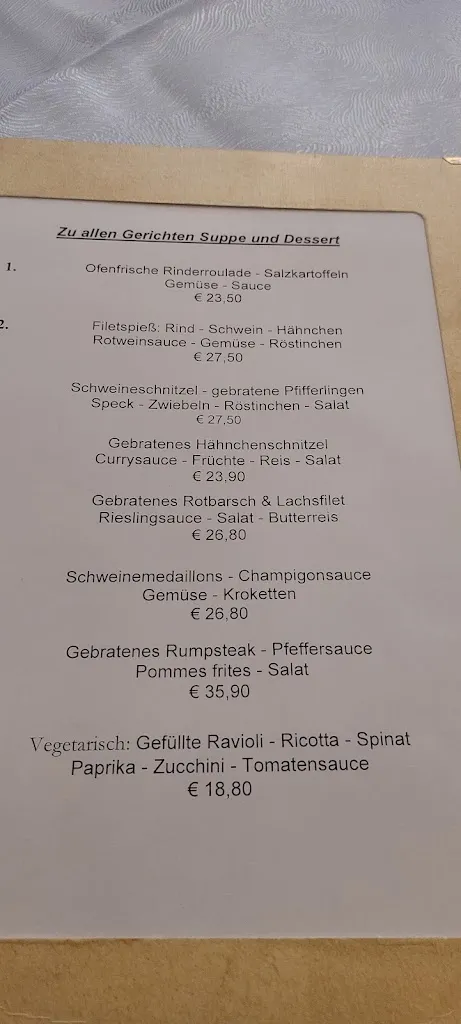 Zu allen Gerichten Suppe und Dessert
1. Ofenfrische Rinderroulade - Salzkartoffeln
Gemüse - Sauce
€ 23,50
2. Filetspieß: Rind - Schwein - Hähnchen
Rotweinsauce - Gemüse - Röstinchen
€ 27,50
Schweineschnitzel - gebratene Pfifferlingen
Speck - Zwiebeln - Röstinchen - Salat
€ 27,50
Gebratenes Hähnchenschnitzel
Currysauce - Früchte - Reis - Salat
€ 23,90
Gebratenes Rotbarsch & Lachsfilet
Rieslingsauce - Salat - Butterreis
€ 26,80
Schweinemedaillons - Champigonsauce
Gemüse - Kroketten
€ 26,80
Gebratenes Rumpsteak - Pfeffersauce
Pommes frites - Salat
€ 35,90
Vegetarisch: Gefüllte Ravioli - Ricotta - Spinat
Paprika - Zucchini - Tomatensauce
€ 18,80